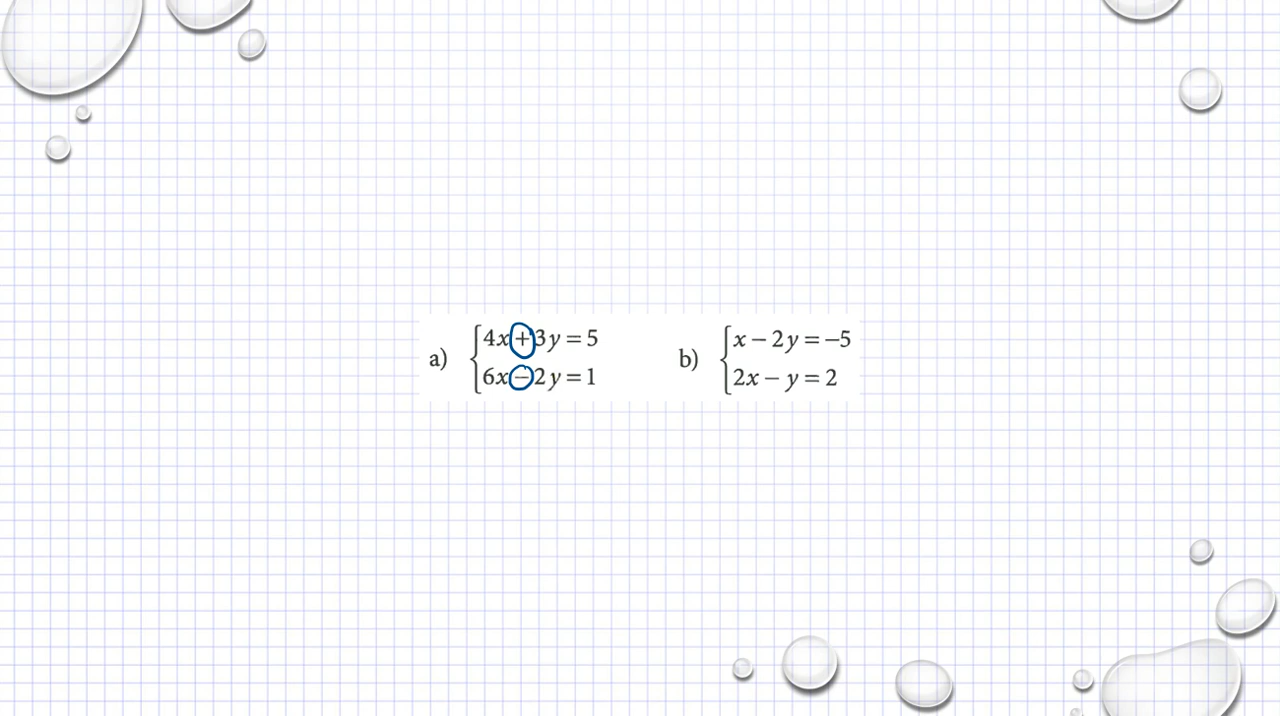 a) 4x + 3y = 5
6x − 2y = 1
b) x − 2y = −5
2x − y = 2